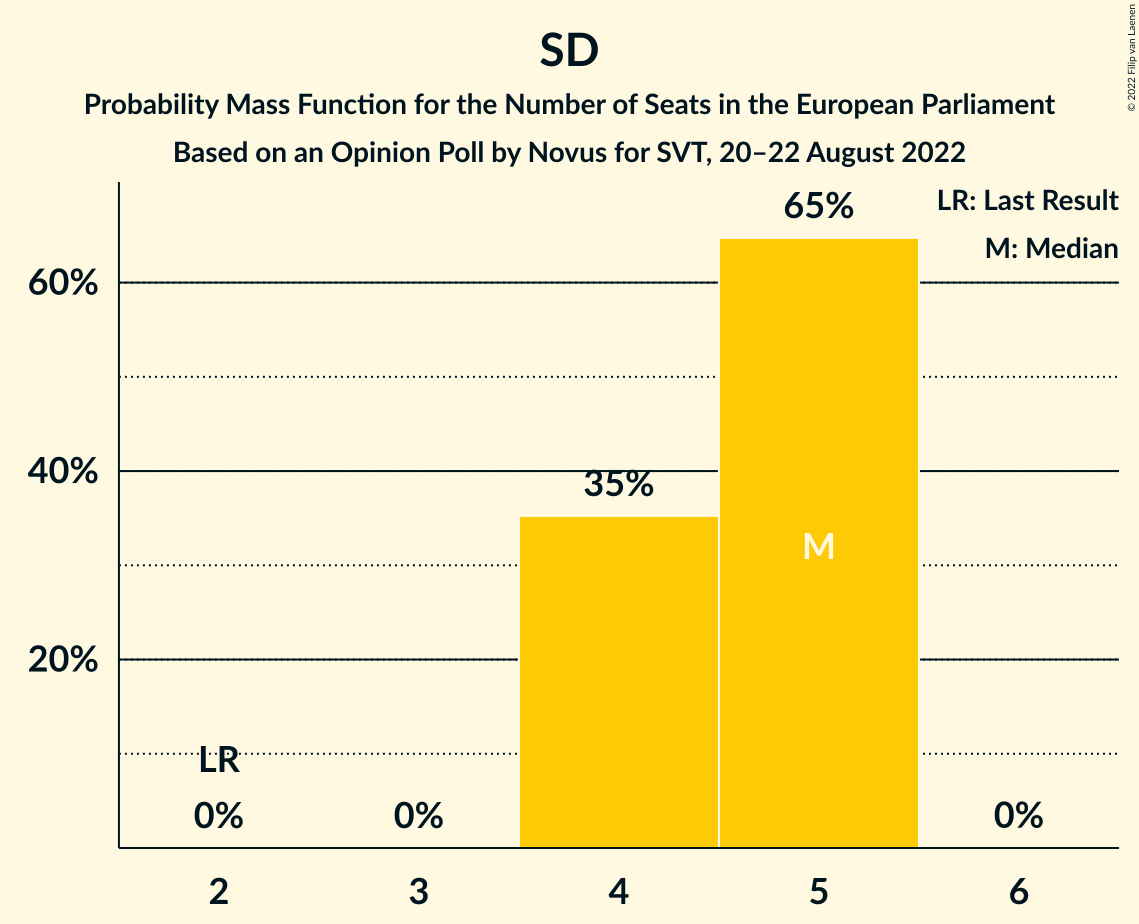 SD
Probability Mass Function for the Number of Seats in the European Parliament
Based on an Opinion Poll by Novus for SVT, 20–22 August 2022
© 2022 Filip van Laenen
LR: Last Result
M: Median
65%
60%
40%
35%
M
20%
LR
0%
0%
0%
2
3
4
5
6